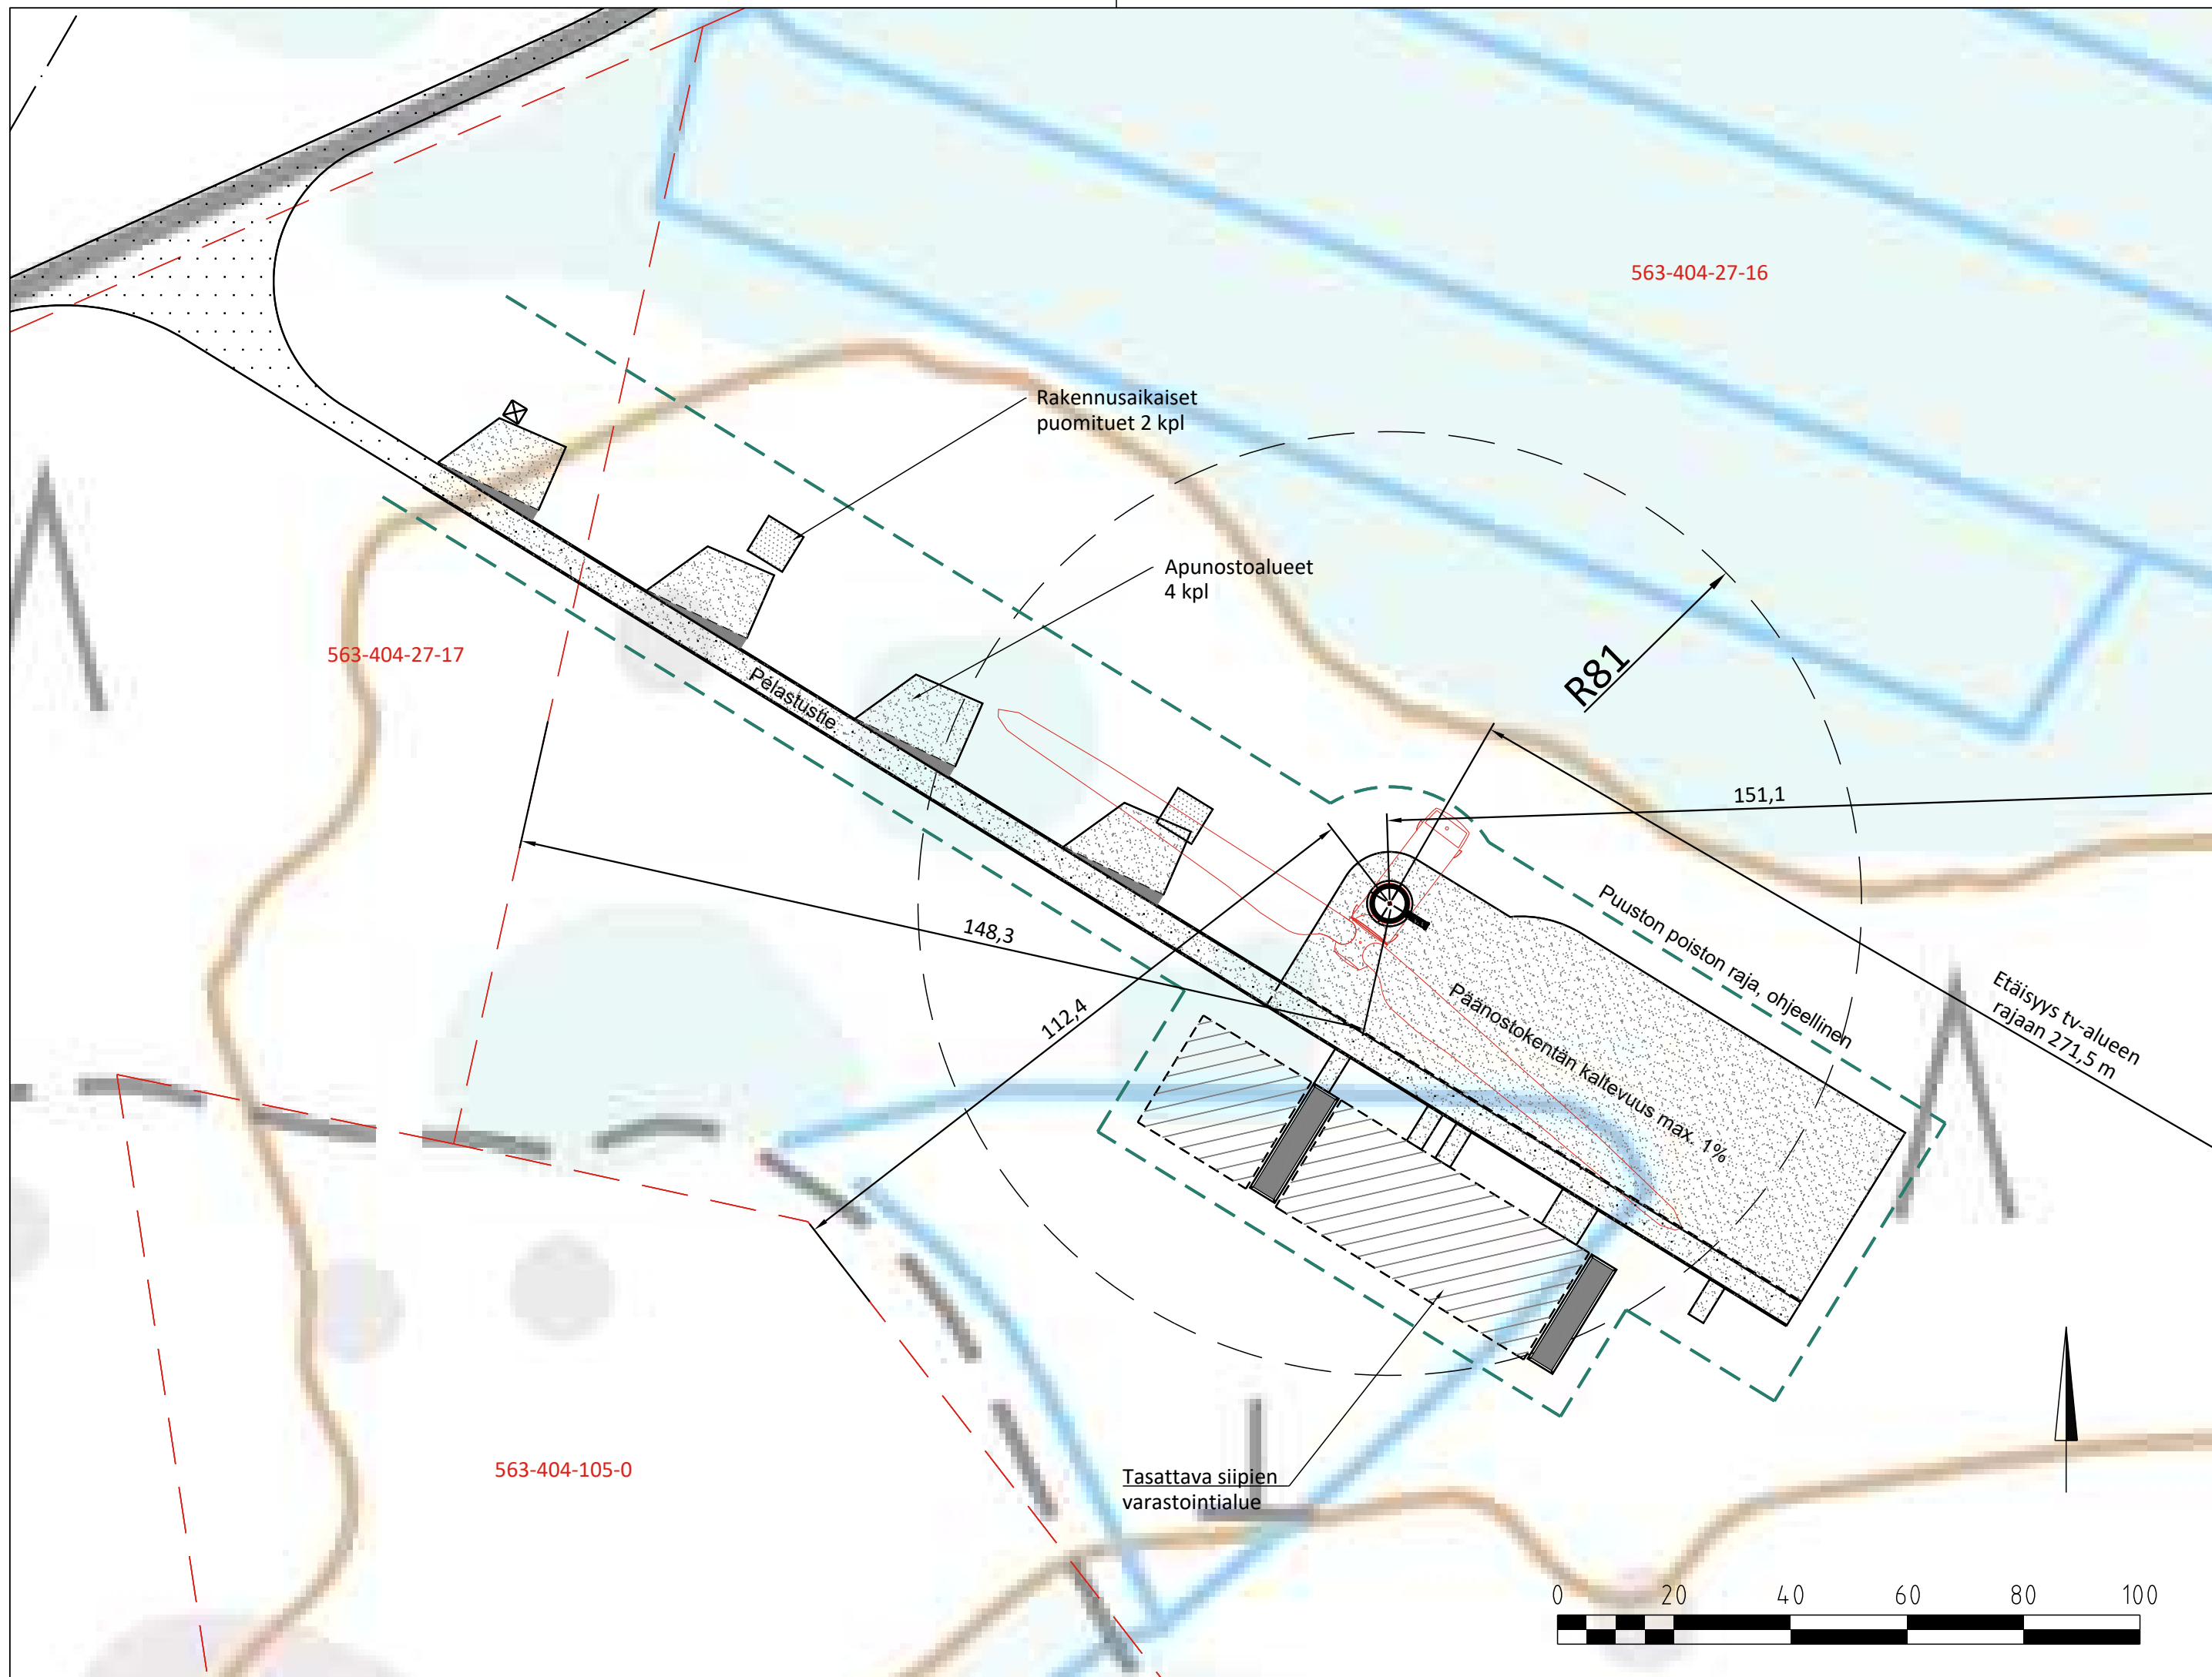 563-404-27-16
Rakennusaikaiset
puomituet 2 kpl
Apunostoalueet
4 kpl
563-404-27-17
Pelastustie
R81
151,1
148,3
112,4
Puuston poiston raja, ohjeellinen
Päänostokentän kaltevuus max. 1%
Etäisyys tv-alueen
rajaan 271,5 m
563-404-105-0
Tasattava siipien
varastointialue
0 20 40 60 80 100